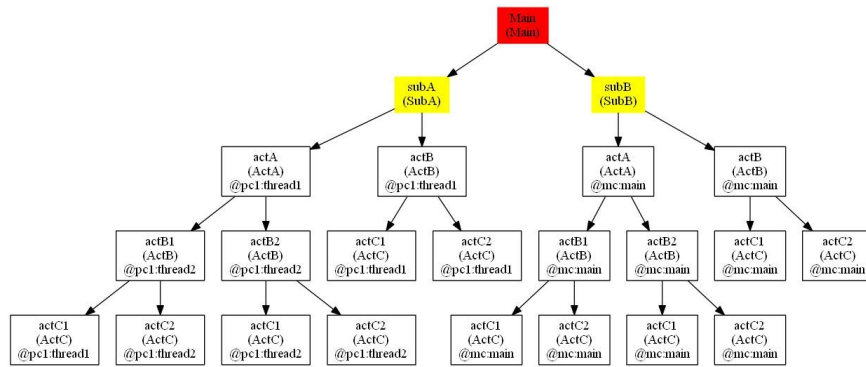 Main
(Main)
subA
(SubA)
subB
(SubB)
actA
(ActA)
@pc1:thread1
actB
(ActB)
@pc1:thread1
actA
(ActA)
@mc:main
actB
(ActB)
@mc:main
actB1
(ActB)
@pc1:thread2
actB2
(ActB)
@pc1:thread2
actC1
(ActC)
@pc1:thread1
actC2
(ActC)
@pc1:thread1
actB1
(ActB)
@mc:main
actB2
(ActB)
@mc:main
actC1
(ActC)
@mc:main
actC2
(ActC)
@mc:main
actC1
(ActC)
@pc1:thread1
actC2
(ActC)
@pc1:thread2
actC1
(ActC)
@pc1:thread2
actC2
(ActC)
@pc1:thread2
actC1
(ActC)
@mc:main
actC2
(ActC)
@mc:main
actC1
(ActC)
@mc:main
actC2
(ActC)
@mc:main